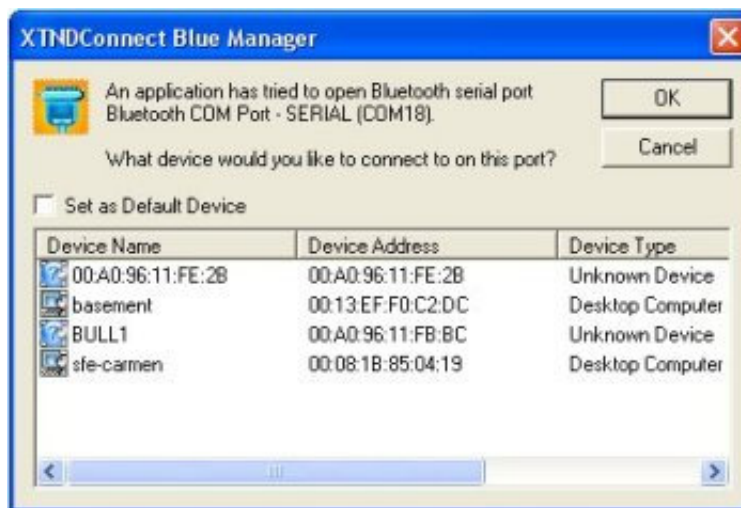 XTNDConnect Blue Manager
An application has tried to open Bluetooth serial port
Bluetooth COM Port - SERIAL (COM18).
OK
What device would you like to connect to on this port?
Cancel
Set as Default Device
Device Name Device Address Device Type
00:A0:96:11:FE:2B 00:A0:96:11:FE:2B Unknown Device
basement 00:13:EF:F0:C2:DC Desktop Computer
BULL1 00:A0:96:11:FB:BC Unknown Device
sfe-carmen 00:08:1B:85:04:19 Desktop Computer